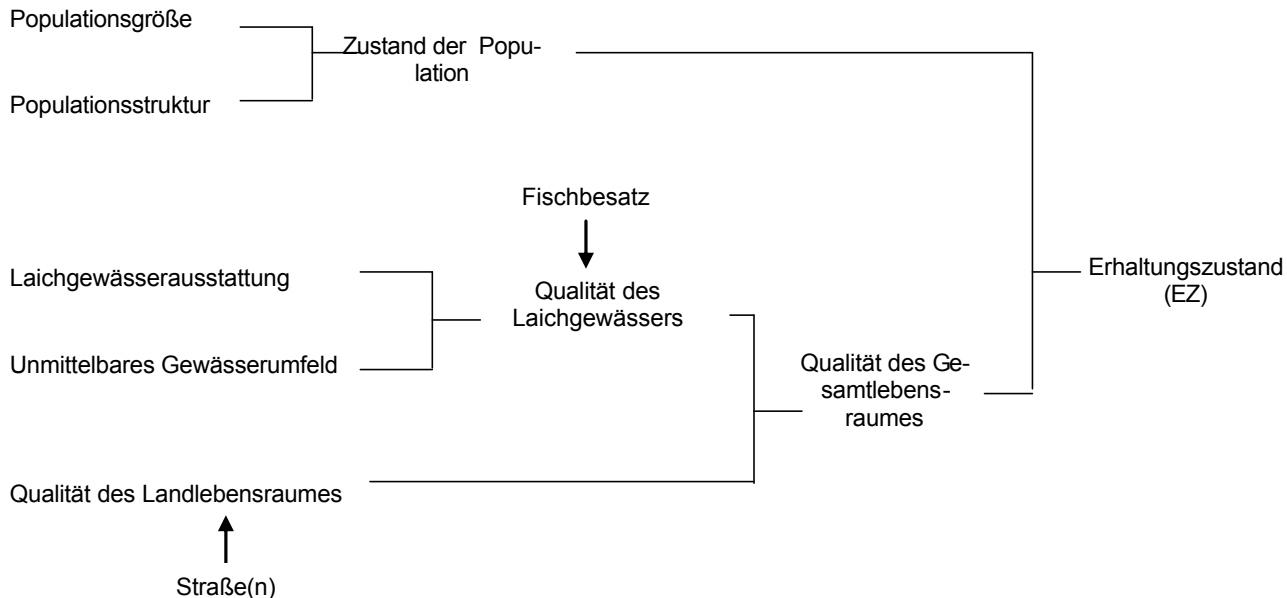 Populationsgröße
Zustand der Popu-
lation
Populationsstruktur
Fischbesatz
Laichgewässerausstattung
Qualität des
Laichgewässers
Erhaltungszustand
(EZ)
Unmittelbares Gewässerumfeld
Qualität des Ge-
samtlebens-
raumes
Qualität des Landlebensraumes
Straße(n)